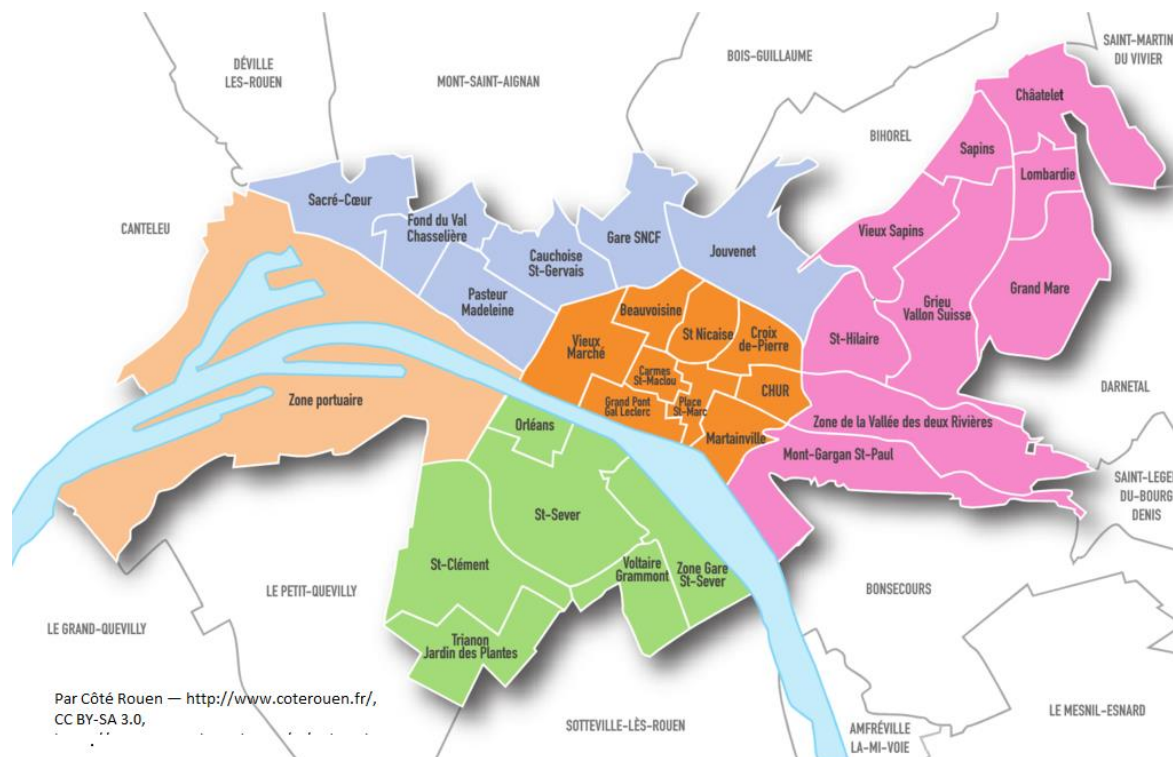 DÉVILLE
LES-ROUEN
MONT-SAINT-AIGNAN
BOIS-GUILLAUME
SAINT-MARTIN
DU VIVIER
BIHOREL
CANTELEU
Châatelet
Sapins
Lombardie
Vieux Sapins
Grand Mare
Grieu
Vallon Suisse
St-Hilaire
Sacré-Cœur
Fond du Val
Chasselière
Cauchoise
St-Gervais
Gare SNCF
Jouvenet
Pasteur
Madeleine
Beauvoisine
St Nicaise
Croix
de-Pierre
Vieux
Marché
Carmes
St-Maclou
CHUR
Grand Pont
Gal Leclerc
Place
St-Marc
Martainville
Zone portuaire
Orléans
DARNETAL
Zone de la Vallée des deux Rivières
Mont-Gargan St-Paul
SAINT-LEGER
DU-BOURG
DENIS
St-Sever
St-Clément
Voltaire
Grammont
Zone Gare
St-Sever
LE PETIT-QUEVILLY
BONSECOURS
LE GRAND-QUEVILLY
Trianon
Jardin des Plantes
Par Côté Rouen — http://www.coterouen.fr/,
CC BY-SA 3.0,
SOTTEVILLE-LÈS-ROUEN
AMFRÉVILLE
LA-MI-VOIE
LE MESNIL-ESNARD